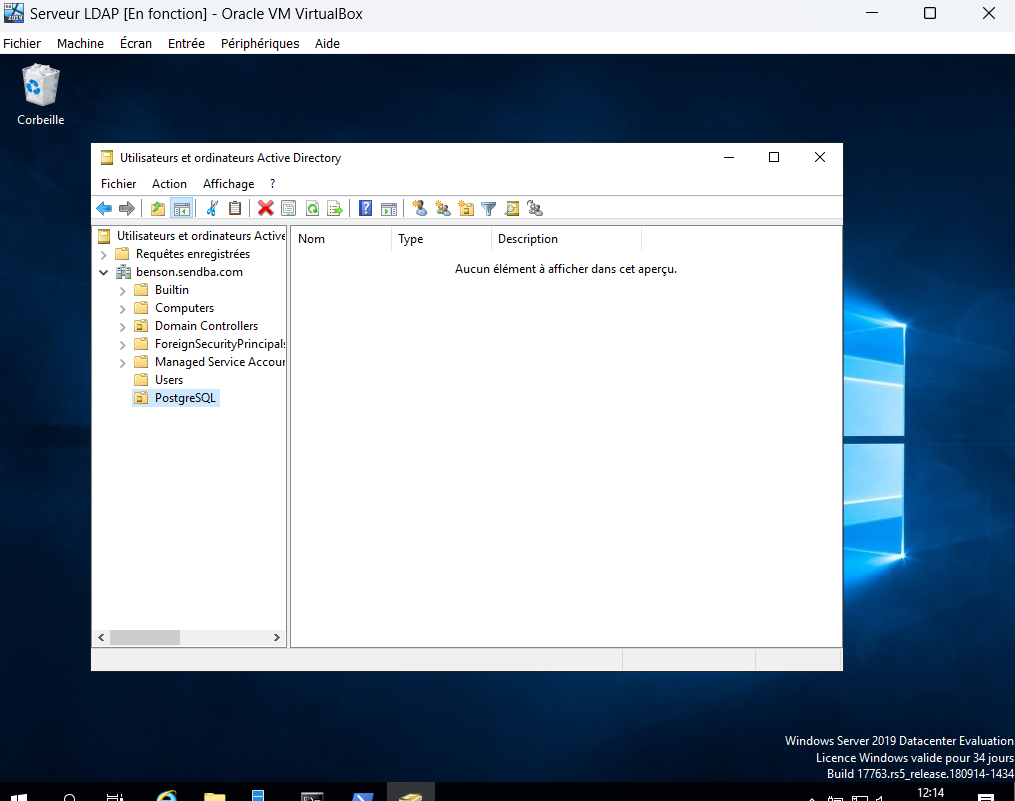 Serveur LDAP [En fonction] - Oracle VM VirtualBox
Fichier Machine Écran Entrée Périphériques Aide
Corbeille
Utilisateurs et ordinateurs Active Directory
Fichier Action Affichage ?
Utilisateurs et ordinateurs Active
Nom Type Description
Requêtes enregistrées
benson.sendba.com
Aucun élément à afficher dans cet aperçu.
Builtin
Computers
Domain Controllers
ForeignSecurityPrincipals
Managed Service Accour
Users
PostgreSQL
Windows Server 2019 Datacenter Evaluation
Licence Windows valide pour 34 jours
Build 17763.rs5_release.180914-1434
12:14